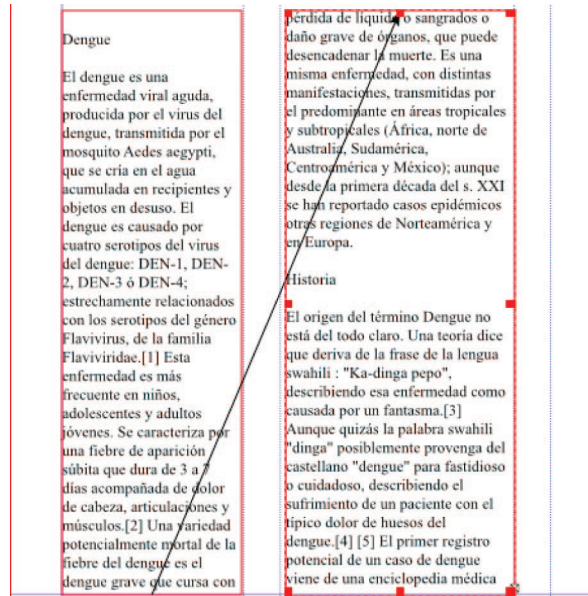 Dengue
El dengue es una
enfermedad viral aguda,
producida por el virus del
dengue, transmitida por el
mosquito Aedes aegypti,
que se cría en el agua
acumulada en recipientes y
objetos en desuso. El
dengue es causado por
cuatro serotipos del virus
del dengue: DEN-1, DEN-
2, DEN-3 ó DEN-4;
estrechamente relacionados
con los serotipos del género
Flavivirus, de la familia
Flaviviridae.[1] Esta
enfermedad es más
frecuente en niños,
adolescentes y adultos
jóvenes. Se caracteriza por
una fiebre de aparición
súbita que dura de 3 a 7
días acompañada de dolor
de cabeza, articulaciones y
músculos.[2] Una variedad
potencialmente mortal de la
fiebre del dengue es el
dengue grave que cursa con
pérdida de líquido o sangrados o
daño grave de órganos, que puede
desencadenar la muerte. Es una
misma enfermedad, con distintas
manifestaciones, transmitidas por
el predominante en áreas tropicales
y subtropicales (África, norte de
Australia, Sudamérica,
Centroamérica y México); aunque
desde la primera década del s. XXI
se han reportado casos epidémicos
otras regiones de Norteamérica y
en Europa.
Historia
El origen del término Dengue no
está del todo claro. Una teoría dice
que deriva de la frase de la lengua
swahili : "Ka-dinga pepo",
describiendo esa enfermedad como
causada por un fantasma.[3]
Aunque quizás la palabra swahili
"dinga" posiblemente provenga del
castellano "dengue" para fastidioso
o cuidadoso, describiendo el
sufrimiento de un paciente con el
típico dolor de huesos del
dengue.[4] [5] El primer registro
potencial de un caso de dengue
viene de una enciclopedia médica